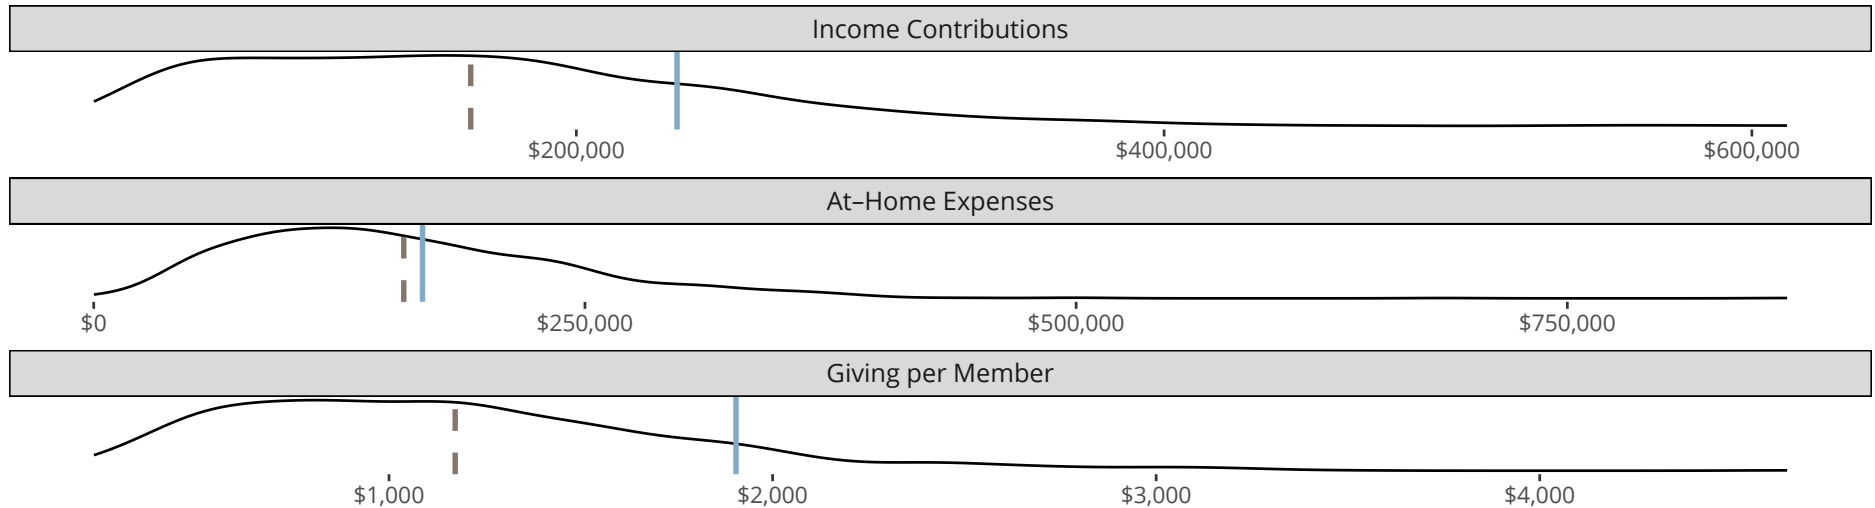 Income Contributions
$200,000 $400,000 $600,000
At–Home Expenses
$0 $250,000 $500,000 $750,000
Giving per Member
$1,000 $2,000 $3,000 $4,000